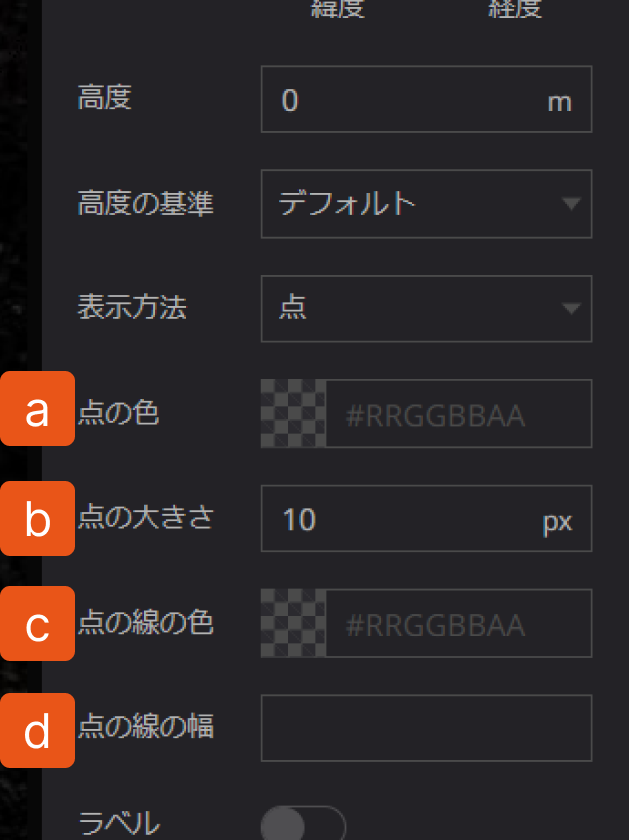 緯度 経度
高度 0 m
高度の基準 デフォルト
表示方法 点
a 点の色 #RRGGBBAA
b 点の大きさ 10 px
c 点の線の色 #RRGGBBAA
d 点の線の幅
ラベル